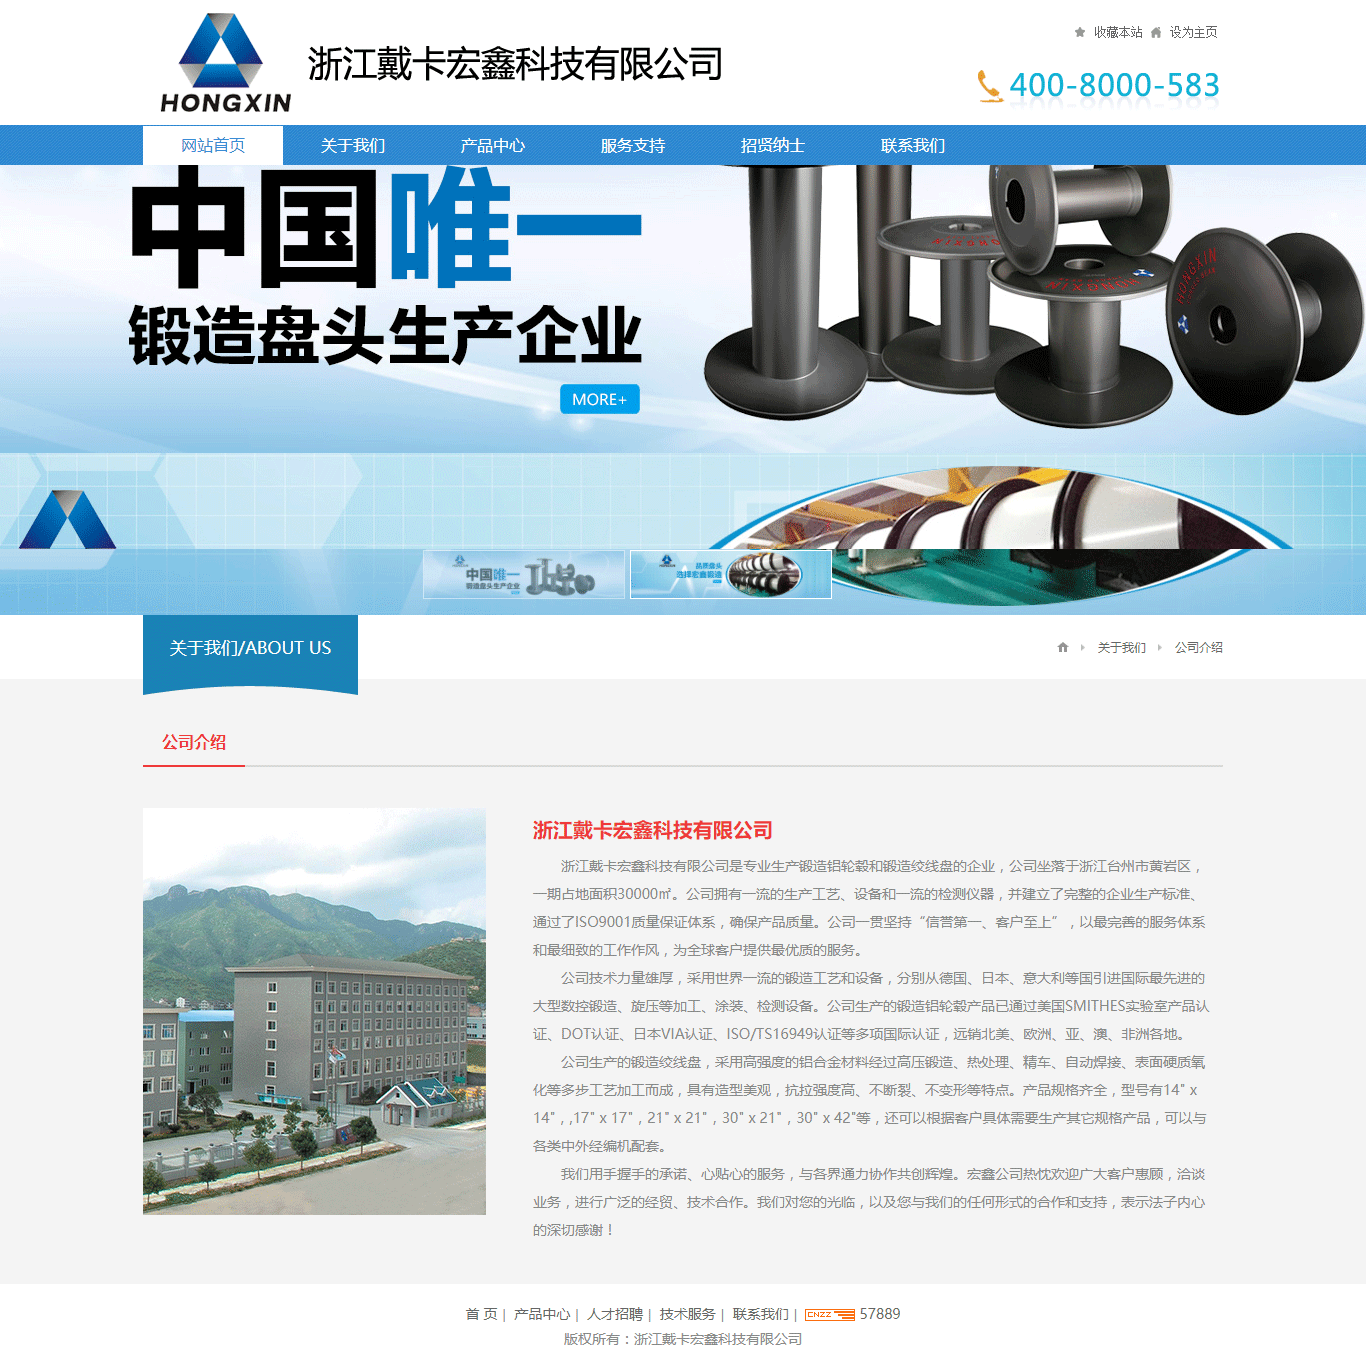 收藏本站 设为主页
HONGXIN
浙江戴卡宏鑫科技有限公司
400-8000-583
网站首页 关于我们 产品中心 服务支持 招贤纳士 联系我们
中国唯一
锻造盘头生产企业
MORE+
HONGXIN
中国唯一
锻造盘头生产企业
品质盘头
选择宏鑫锻造
关于我们/ABOUT US
关于我们 公司介绍
公司介绍
浙江戴卡宏鑫科技有限公司
浙江戴卡宏鑫科技有限公司是专业生产锻造铝轮毂和锻造绞线盘的企业，公司坐落于浙江台州市黄岩区，
一期占地面积30000㎡。公司拥有一流的生产工艺、设备和一流的检测仪器，并建立了完整的企业生产标准、
通过了ISO9001质量保证体系，确保产品质量。公司一贯坚持“信誉第一、客户至上”，以最完善的服务体系
和最细致的工作作风，为全球客户提供最优质的服务。
公司技术力量雄厚，采用世界一流的锻造工艺和设备，分别从德国、日本、意大利等国引进国际最先进的
大型数控锻造、旋压等加工、涂装、检测设备。公司生产的锻造铝轮毂产品已通过美国SMITHES实验室产品认
证、DOT认证、日本VIA认证、ISO/TS16949认证等多项国际认证，远销北美、欧洲、亚、澳、非洲各地。
公司生产的锻造绞线盘，采用高强度的铝合金材料经过高压锻造、热处理、精车、自动焊接、表面硬质氧
化等多步工艺加工而成，具有造型美观，抗拉强度高、不断裂、不变形等特点。产品规格齐全，型号有14" x
14"，,17" x 17"，21" x 21"，30" x 21"，30" x 42"等，还可以根据客户具体需要生产其它规格产品，可以与
各类中外经编机配套。
我们用手握手的承诺、心贴心的服务，与各界通力协作共创辉煌。宏鑫公司热忱欢迎广大客户惠顾，洽谈
业务，进行广泛的经贸、技术合作。我们对您的光临，以及您与我们的任何形式的合作和支持，表示法子内心
的深切感谢！
首 页| 产品中心| 人才招聘| 技术服务| 联系我们| CNZZ 57889
版权所有：浙江戴卡宏鑫科技有限公司